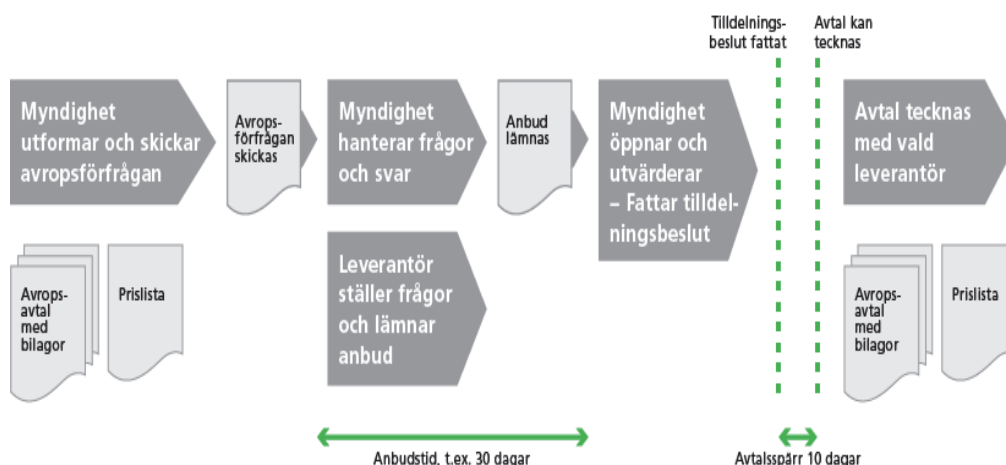 Tilldelnings-
beslut fattat
Avtal kan
tecknas
Myndighet
utformar och skickar
avropsförfrågan
Avrops-
förfrågan
skickas
Myndighet
hanterar frågor
och svar
Anbud
lämnas
Myndighet
öppnar och
utvärderar
– Fattar tilldel-
ningsbeslut
Avtal tecknas
med vald
leverantör
Avrops-
avtal
med
bilagor
Prislista
Leverantör
ställer frågor
och lämnar
anbud
Avrops-
avtal
med
bilagor
Prislista
Anbudstid, t.ex. 30 dagar
Avtalsspärr 10 dagar